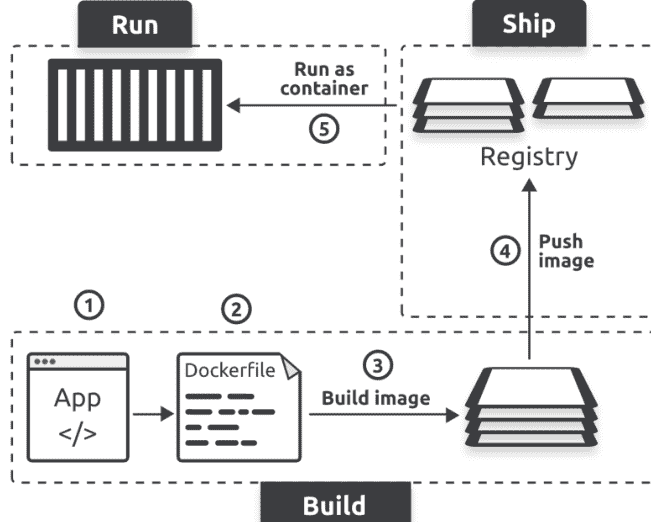 Run
Ship
Run as
container
5
Registry
4
Push
image
1
2
3
App
</>
Dockerfile
Build image
Build